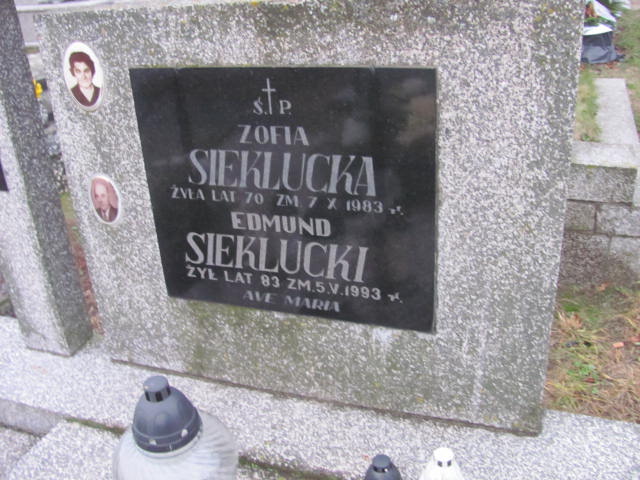 Ś.†P.
ZOFIA
SIEKLUCKA
ŻYŁA LAT 70 ZM. 7 X 1983 r.
EDMUND
SIEKLUCKI
ŻYŁ LAT 83 ZM. 5.V.1993 r.
AVE MARIA